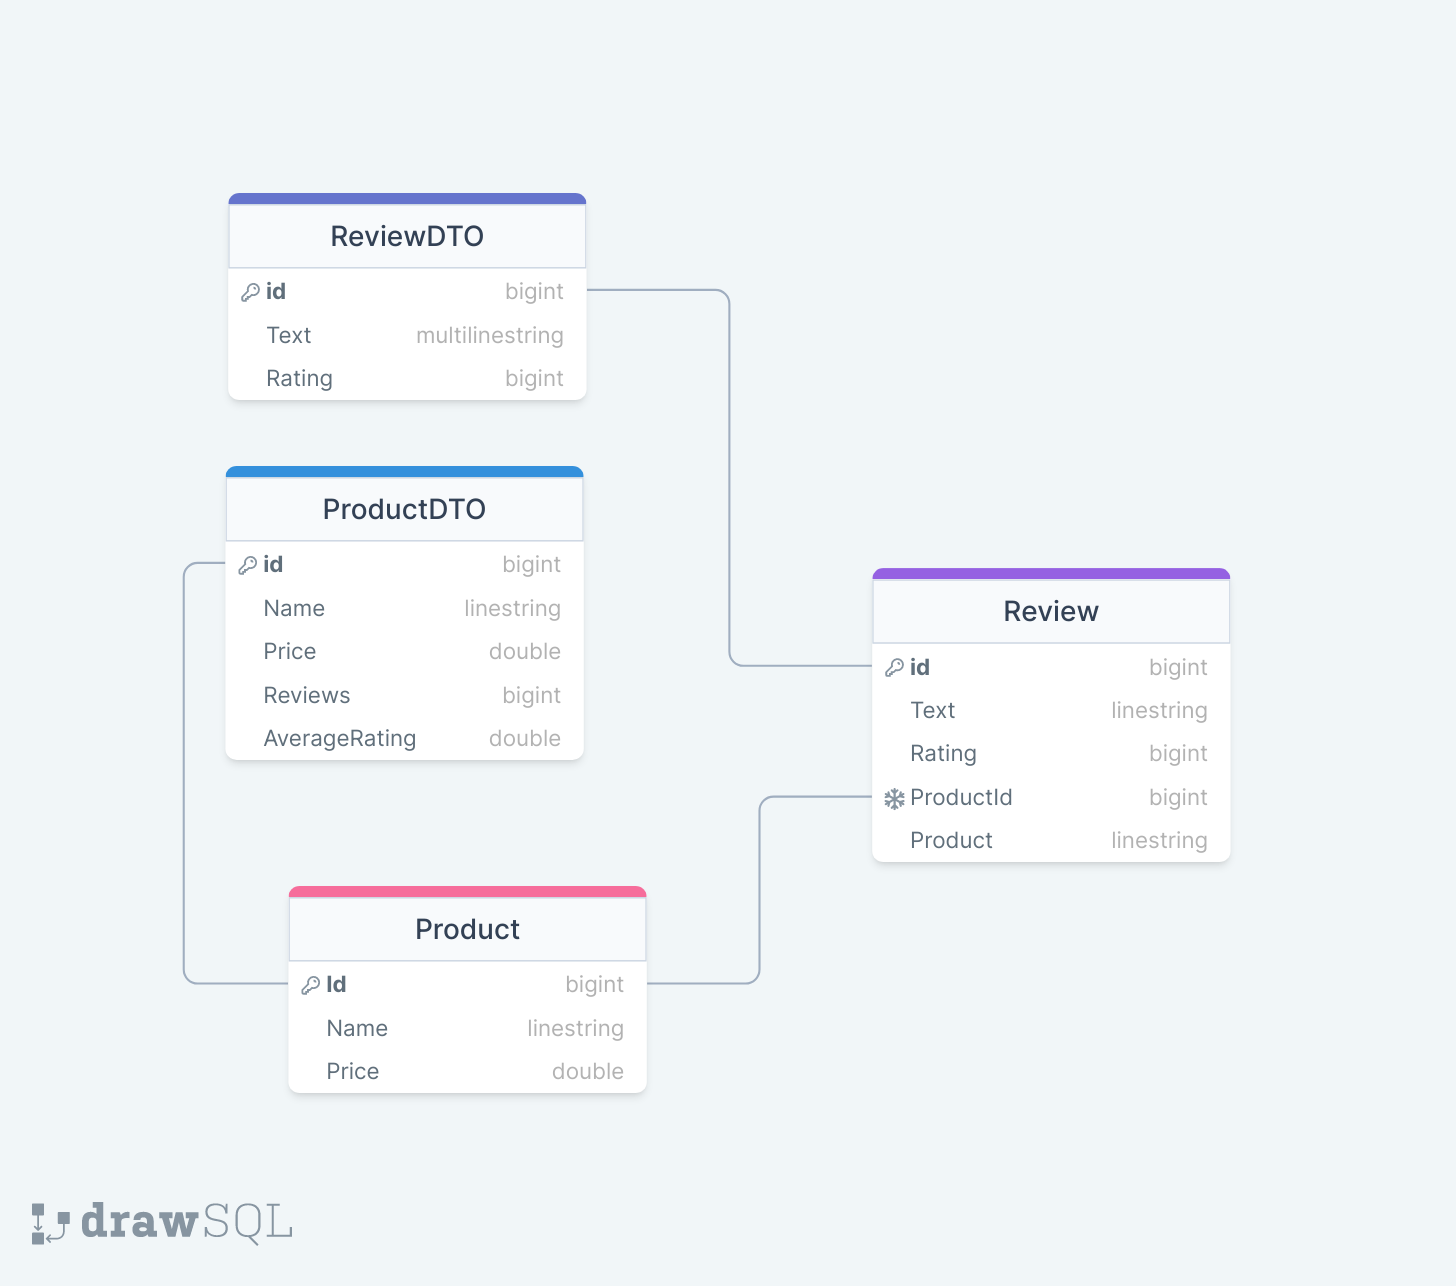 ReviewDTO
id bigint
Text multilinestring
Rating bigint
ProductDTO
id bigint
Name linestring
Price double
Reviews bigint
AverageRating double
Review
id bigint
Text linestring
Rating bigint
ProductId bigint
Product linestring
Product
Id bigint
Name linestring
Price double
drawSQL